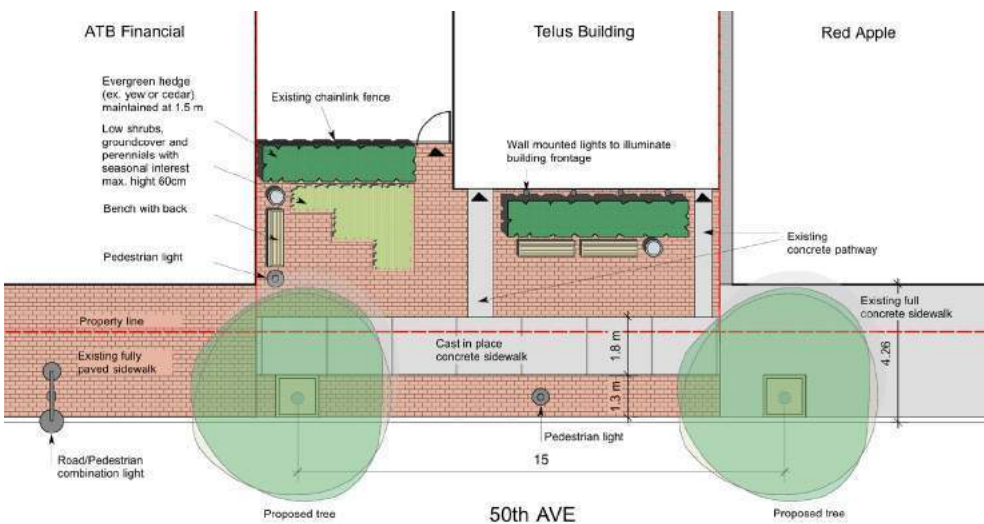 ATB Financial
Telus Building
Red Apple
Evergreen hedge
(ex. yew or cedar)
maintained at 1.5 m
Existing chainlink fence
Low shrubs,
groundcover and
perennials with
seasonal interest
max. hight 60cm
Wall mounted lights to illuminate
building frontage
Bench with back
Existing
concrete pathway
Pedestrian light
Existing full
concrete sidewalk
Property line
Existing fully
paved sidewalk
Cast in place
concrete sidewalk
1.8 m
4.26
1.3 m
Pedestrian light
Road/Pedestrian
combination light
15
Proposed tree
50th AVE
Proposed tree